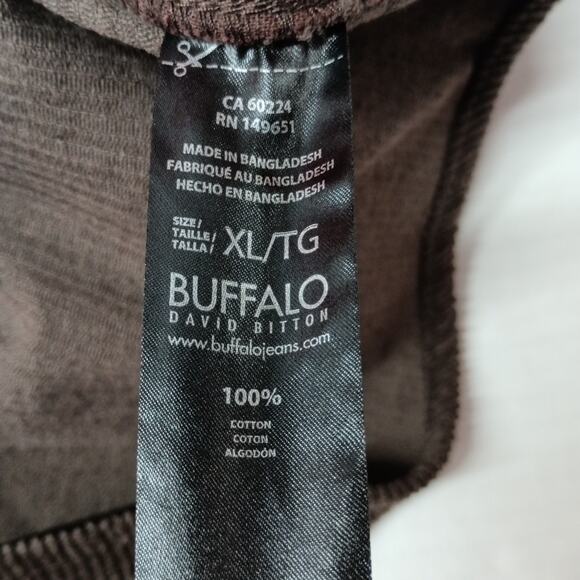 CA 60224
RN 149651
MADE IN BANGLADESH
FABRIQUÉ AU BANGLADESH
HECHO EN BANGLADESH
SIZE/
TAILLE/
TALLA/ XL/TG
BUFFALO
DAVID BITTON
www.buffalojeans.com
100%
COTTON
COTON
ALGODÓN